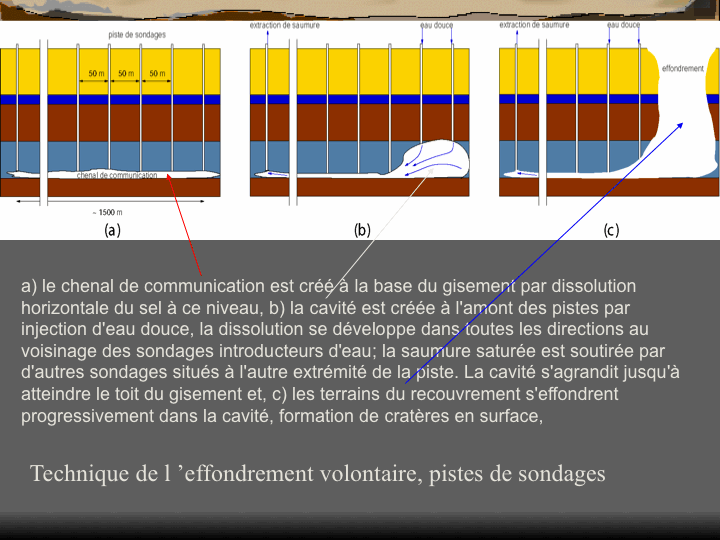 extraction de saumure
eau douce
extraction de saumure
eau douce
piste de sondages
effondrement
50 m
50 m
50 m
chenal de communication
~ 1500 m
(a)
(b)
(c)
a) le chenal de communication est créé à la base du gisement par dissolution
horizontale du sel à ce niveau, b) la cavité est créée à l'amont des pistes par
injection d'eau douce, la dissolution se développe dans toutes les directions au
voisinage des sondages introducteurs d'eau; la saumure saturée est soutirée par
d'autres sondages situés à l'autre extrémité de la piste. La cavité s'agrandit jusqu'à
atteindre le toit du gisement et, c) les terrains du recouvrement s'effondrent
progressivement dans la cavité, formation de cratères en surface,
Technique de l ’effondrement volontaire, pistes de sondages